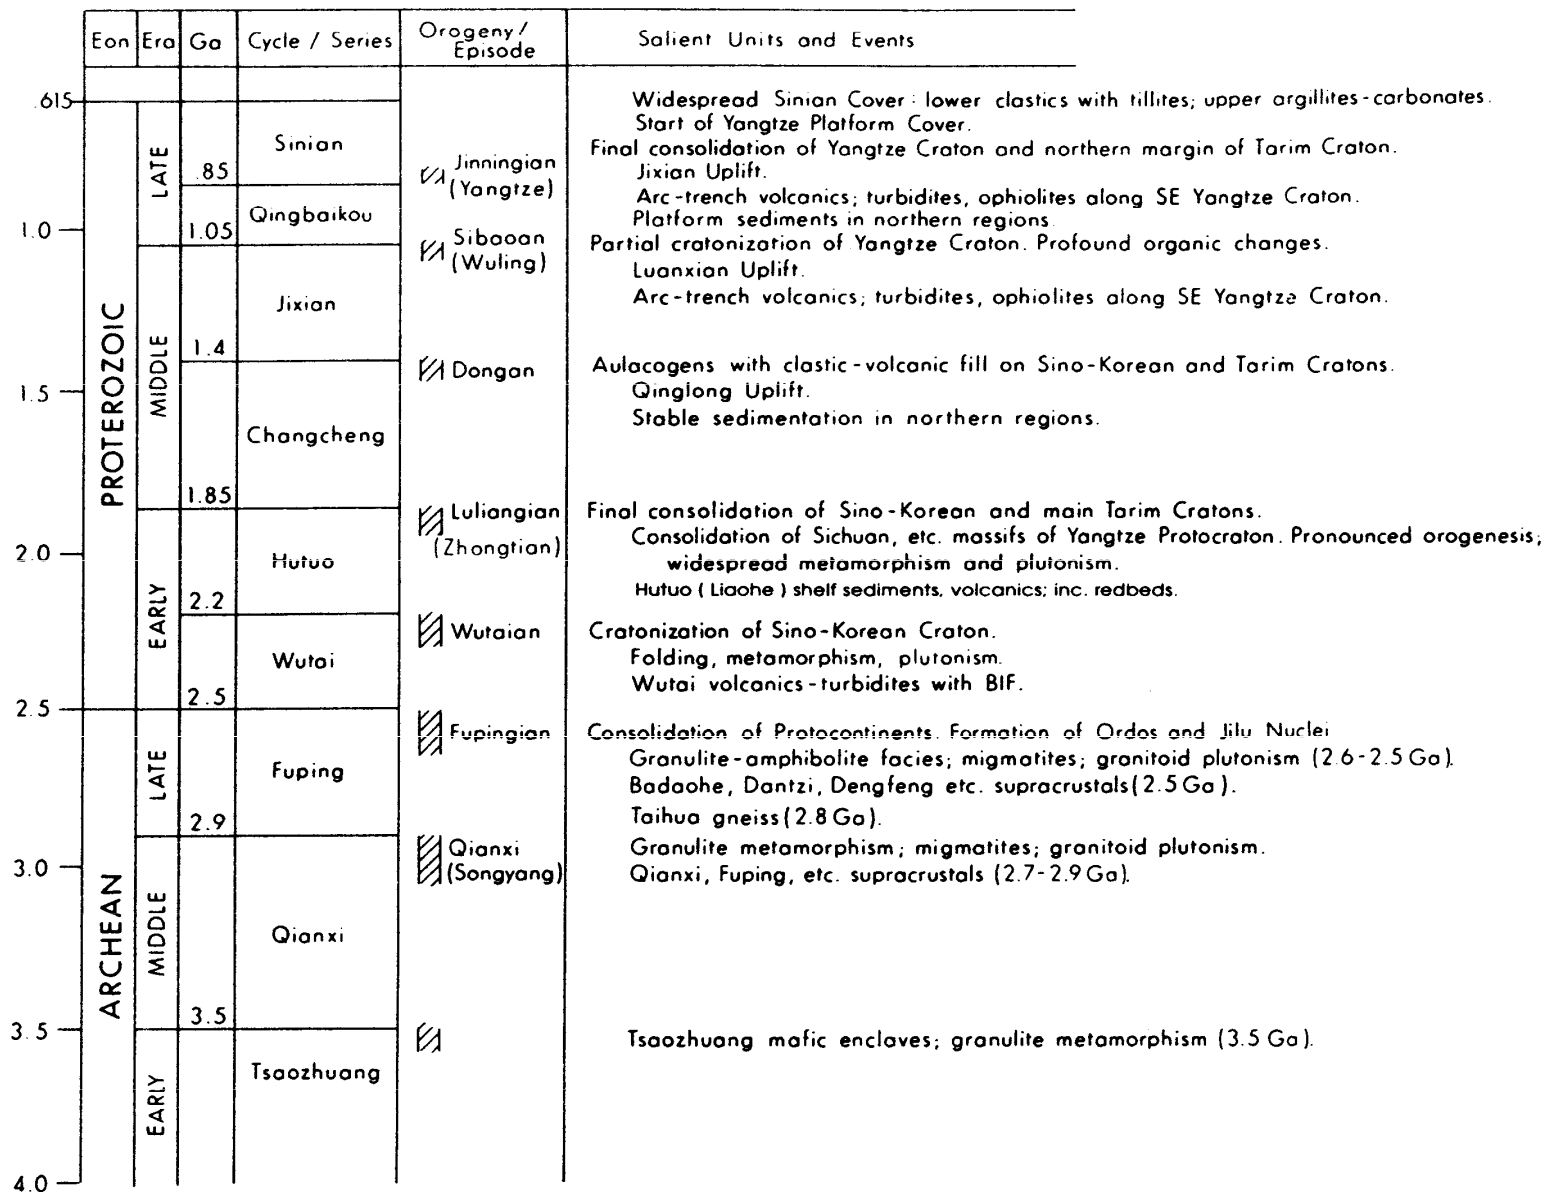 Eon Era Ga Cycle / Series Orogeny / Episode Salient Units and Events
.615
Widespread Sinian Cover: lower clastics with tillites; upper argillites-carbonates.
Start of Yangtze Platform Cover.
LATE
Sinian
.85
Jinningian
(Yangtze)
Final consolidation of Yangtze Craton and northern margin of Tarim Craton.
Jixian Uplift.
Arc-trench volcanics; turbidites, ophiolites along SE Yangtze Craton.
Platform sediments in northern regions.
Qingbaikou
1.0
1.05
Sibaoan
(Wuling)
Partial cratonization of Yangtze Craton. Profound organic changes.
Luanxian Uplift.
Arc-trench volcanics; turbidites, ophiolites along SE Yangtze Craton.
PROTEROZOIC
MIDDLE
Jixian
1.4
Dongan
Aulacogens with clastic-volcanic fill on Sino-Korean and Tarim Cratons.
Qinglong Uplift.
Stable sedimentation in northern regions.
1.5
Changcheng
1.85
Luliangian
(Zhongtian)
Final consolidation of Sino-Korean and main Tarim Cratons.
Consolidation of Sichuan, etc. massifs of Yangtze Protocraton. Pronounced orogenesis;
widespread metamorphism and plutonism.
Hutuo ( Liaohe ) shelf sediments, volcanics; inc. redbeds.
2.0
EARLY
Hutuo
2.2
Wutaian
Cratonization of Sino-Korean Craton.
Folding, metamorphism, plutonism.
Wutai volcanics-turbidites with BIF.
Wutai
2.5
2.5
Fupingian
Consolidation of Protocontinents. Formation of Ordos and Jilu Nuclei
Granulite-amphibolite facies; migmatites; granitoid plutonism (2.6-2.5 Ga).
Badaohe, Dantzi, Dengfeng etc. supracrustals (2.5 Ga).
Taihua gneiss (2.8 Ga).
ARCHEAN
LATE
Fuping
2.9
Qianxi
(Songyang)
Granulite metamorphism; migmatites; granitoid plutonism.
Qianxi, Fuping, etc. supracrustals (2.7-2.9 Ga).
3.0
MIDDLE
Qianxi
3.5
3.5
Tsaozhuang mafic enclaves; granulite metamorphism (3.5 Ga).
EARLY
Tsaozhuang
4.0